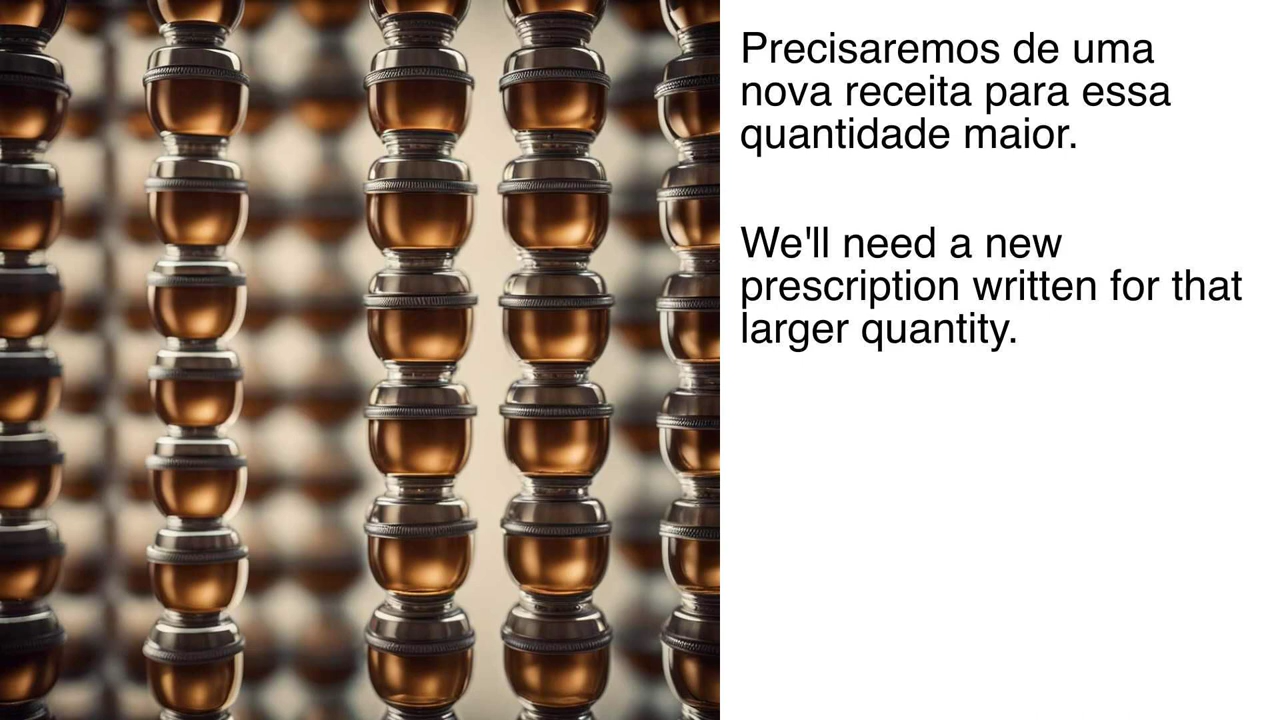 Precisaremos de uma
nova receita para essa
quantidade maior.
We'll need a new
prescription written for that
larger quantity.